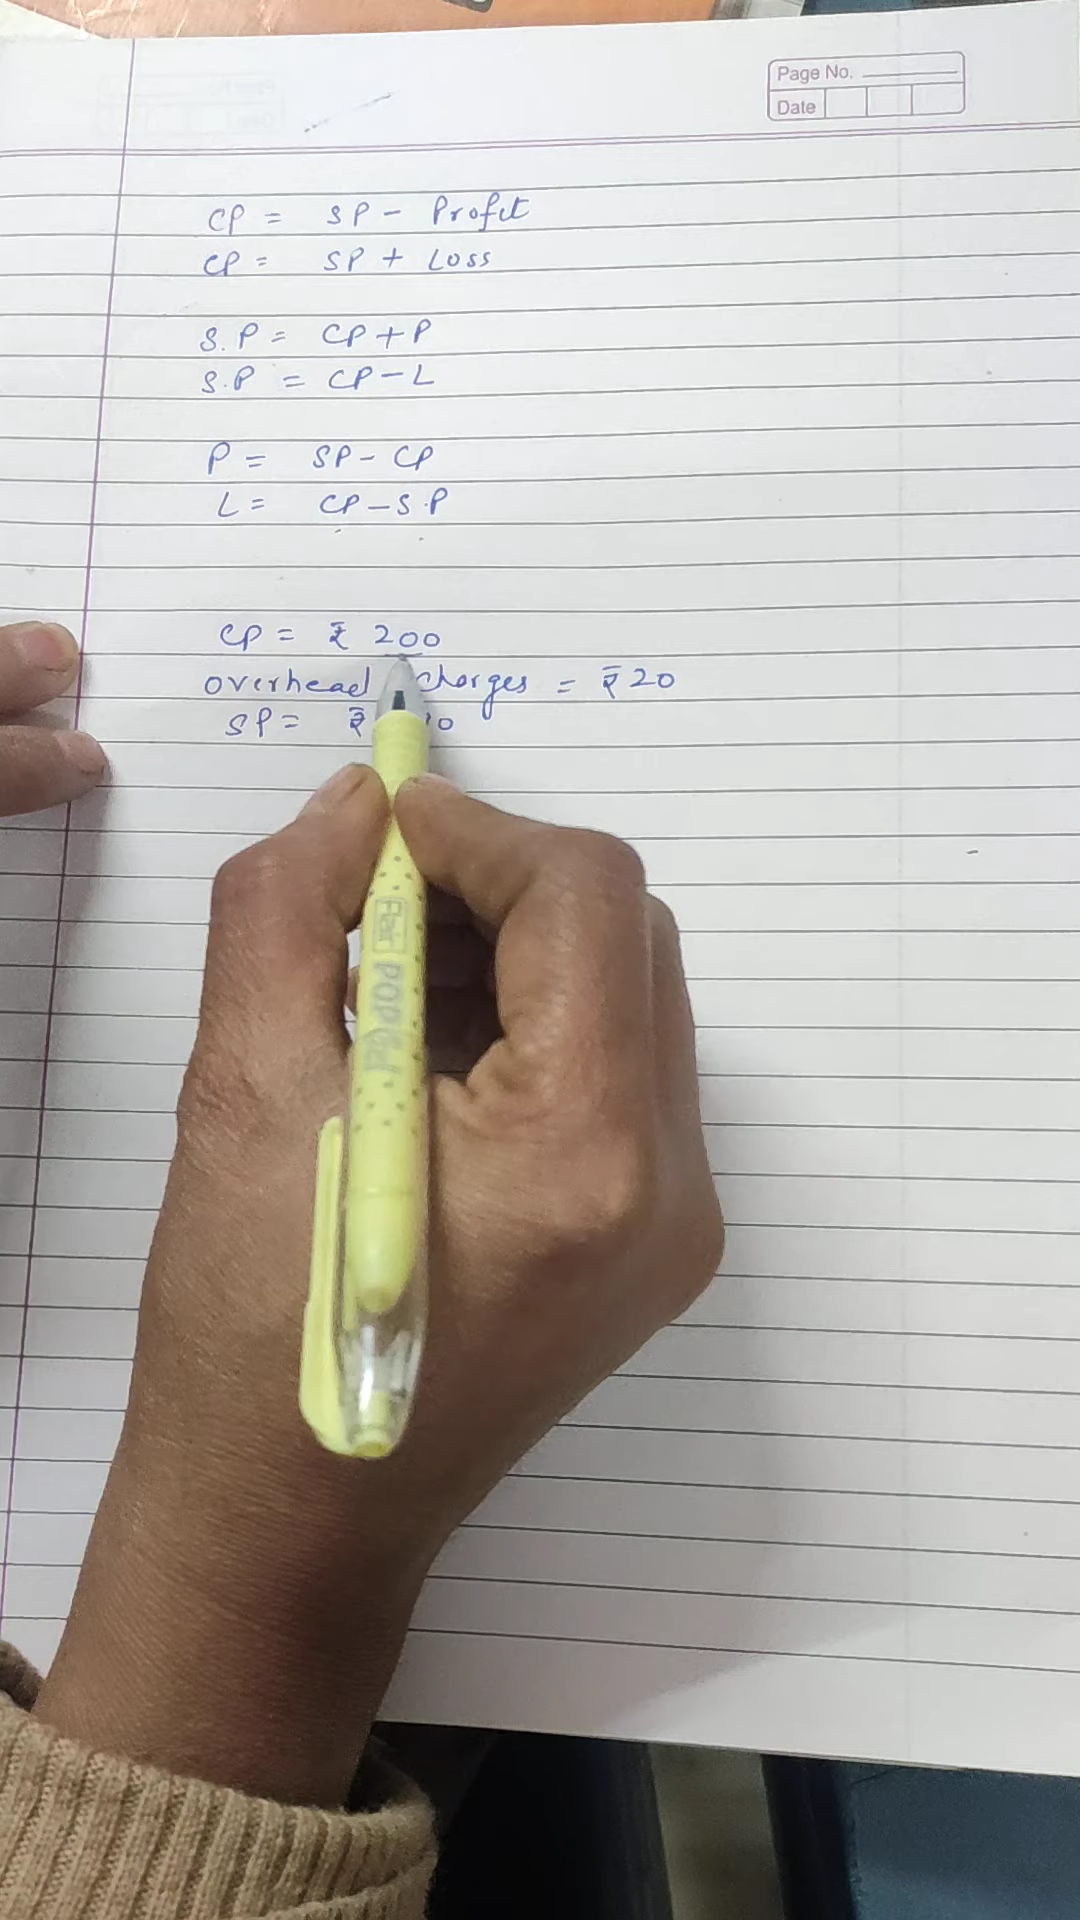 Page No.
Date
CP = SP - Profit
CP = SP + Loss
S.P = CP + P
S.P = CP - L
P = SP - CP
L = CP - S.P
CP = ₹ 200
overhead charges = ₹ 20
SP = ₹
Flair POP Gel